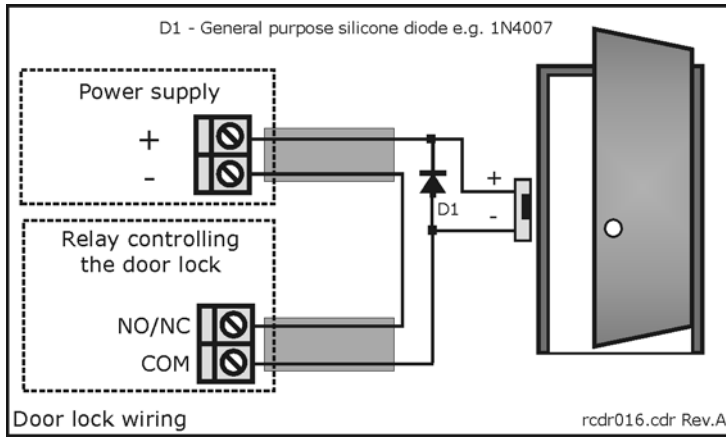 D1 - General purpose silicone diode e.g. 1N4007
Power supply
+
-
+
-
D1
Relay controlling
the door lock
NO/NC
COM
Door lock wiring
rcdr016.cdr Rev.A